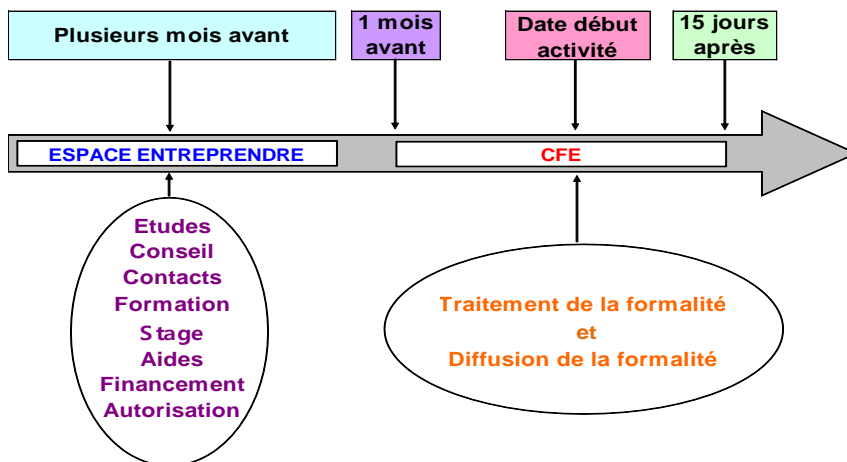 Plusieurs mois avant
1 mois
avant
Date début
activité
15 jours
après
ESPACE ENTREPRENDRE
CFE
Etudes
Conseil
Contacts
Formation
Stage
Aides
Financement
Autorisation
Traitement de la formalité
et
Diffusion de la formalité